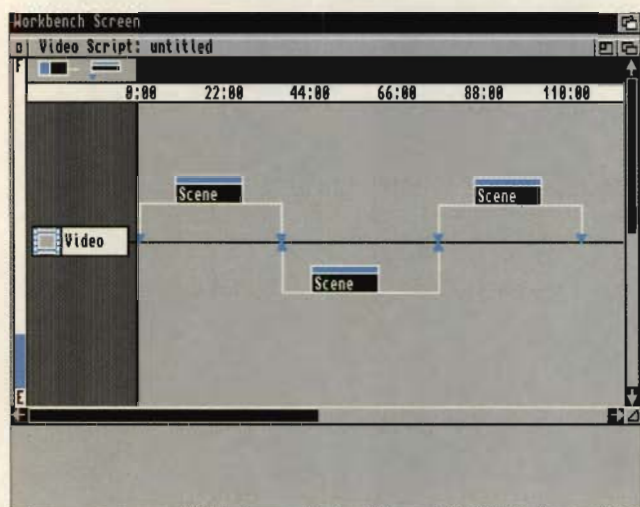 Workbench Screen
Video Script: untitled
F
0:00 22:00 44:00 66:00 88:00 110:00
Scene
Scene
Video
Scene
E